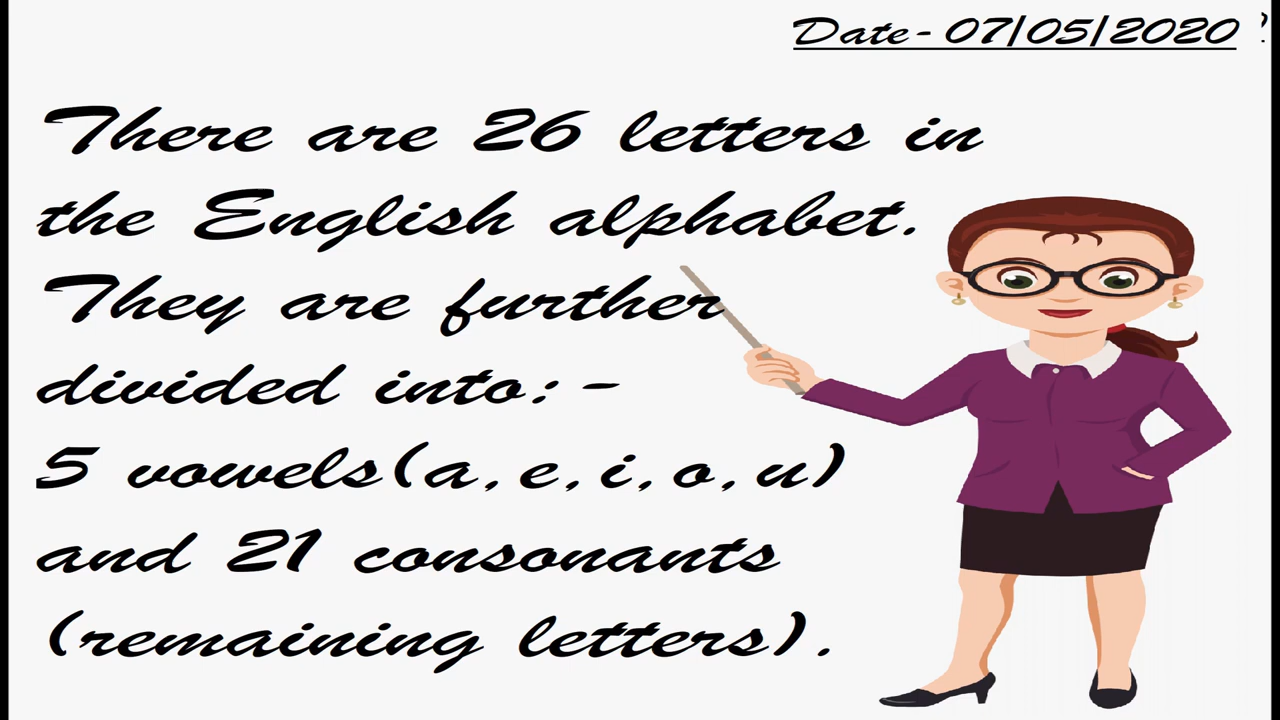 Date- 07/05/2020
There are 26 letters in
the English alphabet.
They are further
divided into:-
5 vowels(a,e,i,o,u)
and 21 consonants
(remaining letters).